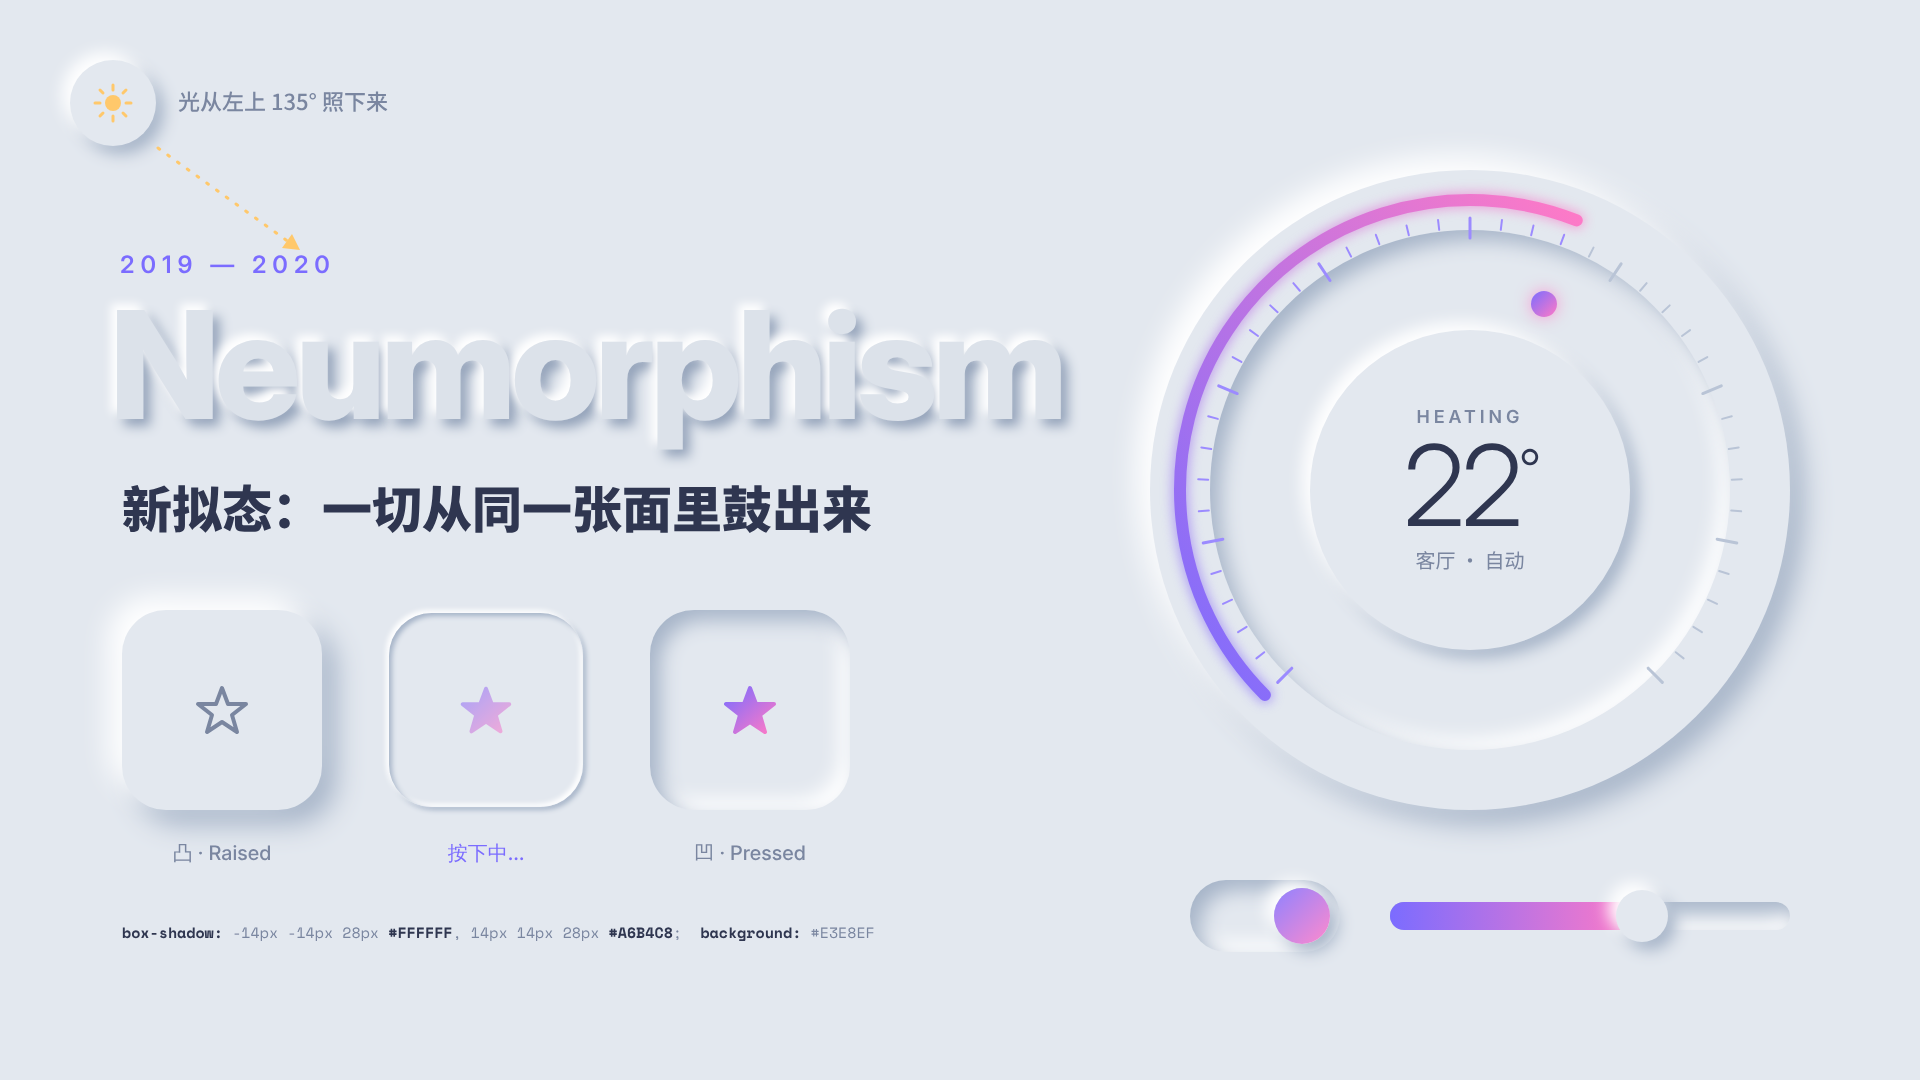 光从左上 135° 照下来
2019 — 2020
Neumorphism
新拟态：一切从同一张面里鼓出来
凸 · Raised
按下中...
凹 · Pressed
box-shadow: -14px -14px 28px #FFFFFF, 14px 14px 28px #A6B4C8; background: #E3E8EF
HEATING
22°
客厅 · 自动